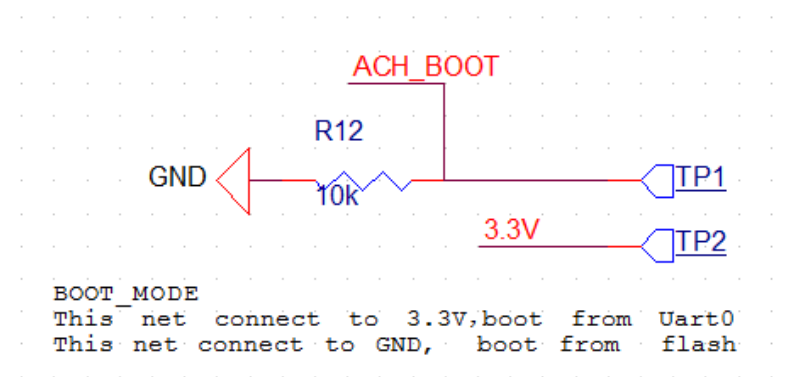 ACH_BOOT
R12
GND
10k
TP1
3.3V
TP2
BOOT_MODE
This net connect to 3.3V,boot from Uart0
This net connect to GND, boot from flash